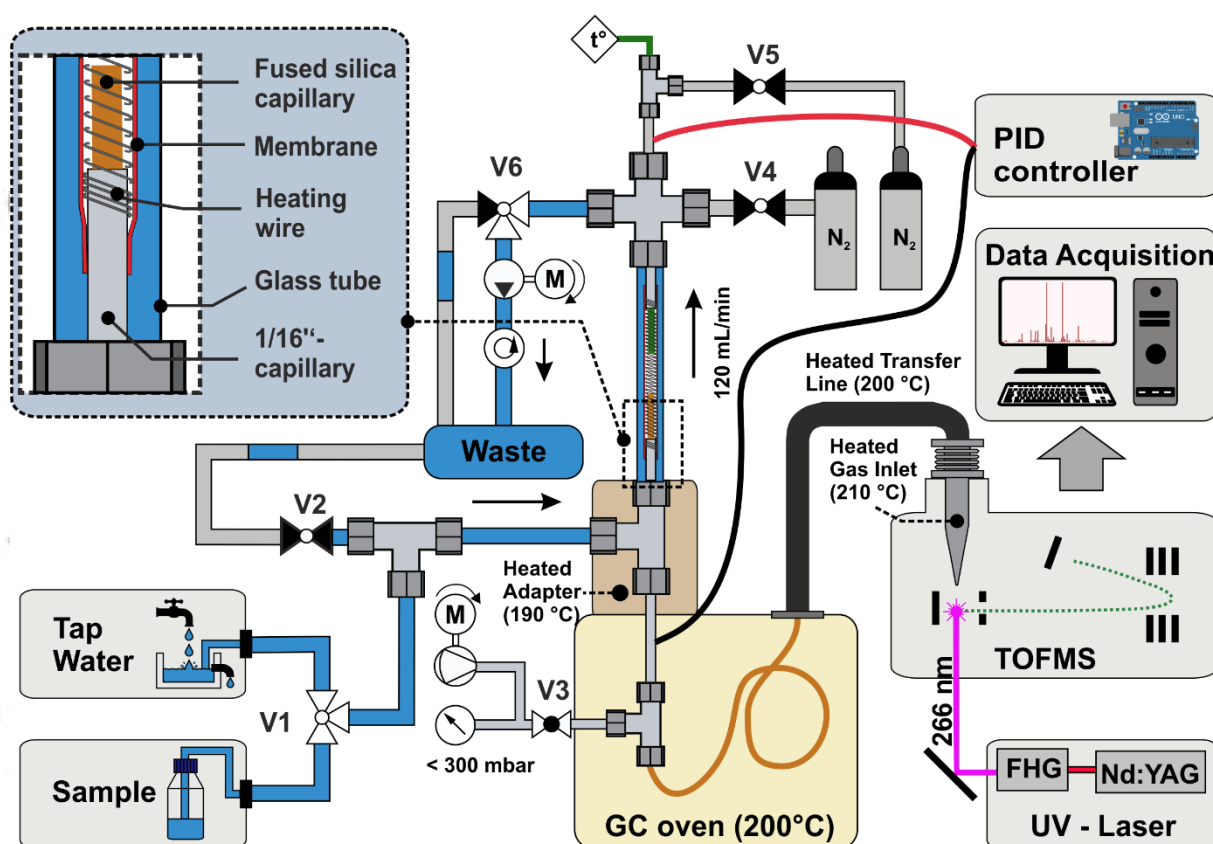 Fused silica
capillary
Membrane
Heating
wire
Glass tube
1/16"-
capillary
t°
V5
V6
V4
N2
N2
M
PID
controller
UNO
Data Acquisition
120 mL/min
Heated Transfer
Line (200 °C)
Heated
Gas Inlet
(210 °C)
Waste
V2
Heated
Adapter
(190 °C)
M
Tap
Water
V1
V3
< 300 mbar
Sample
GC oven (200°C)
TOFMS
266 nm
FHG
Nd:YAG
UV - Laser